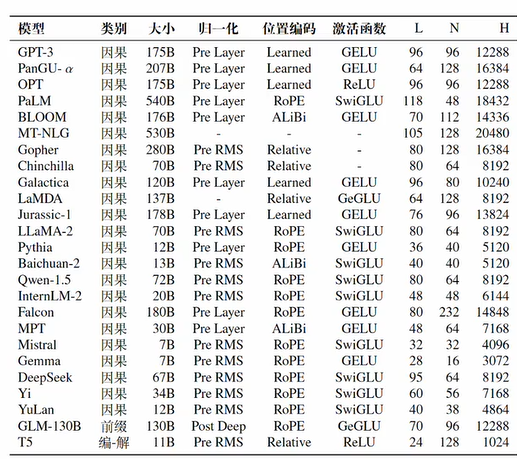 模型 类别 大小 归一化 位置编码 激活函数 L N H
GPT-3 因果 175B Pre Layer Learned GELU 96 96 12288
PanGU- α 因果 207B Pre Layer Learned GELU 64 128 16384
OPT 因果 175B Pre Layer Learned ReLU 96 96 12288
PaLM 因果 540B Pre Layer RoPE SwiGLU 118 48 18432
BLOOM 因果 176B Pre Layer ALiBi GELU 70 112 14336
MT-NLG 因果 530B - - - 105 128 20480
Gopher 因果 280B Pre RMS Relative - 80 128 16384
Chinchilla 因果 70B Pre RMS Relative - 80 64 8192
Galactica 因果 120B Pre Layer Learned GELU 96 80 10240
LaMDA 因果 137B - Relative GeGLU 64 128 8192
Jurassic-1 因果 178B Pre Layer Learned GELU 76 96 13824
LLaMA-2 因果 70B Pre RMS RoPE SwiGLU 80 64 8192
Pythia 因果 12B Pre Layer RoPE GELU 36 40 5120
Baichuan-2 因果 13B Pre RMS ALiBi SwiGLU 40 40 5120
Qwen-1.5 因果 72B Pre RMS RoPE SwiGLU 80 64 8192
InternLM-2 因果 20B Pre RMS RoPE SwiGLU 48 48 6144
Falcon 因果 180B Pre Layer RoPE GELU 80 232 14848
MPT 因果 30B Pre Layer ALiBi GELU 48 64 7168
Mistral 因果 7B Pre RMS RoPE SwiGLU 32 32 4096
Gemma 因果 7B Pre RMS RoPE GELU 28 16 3072
DeepSeek 因果 67B Pre RMS RoPE SwiGLU 95 64 8192
Yi 因果 34B Pre RMS RoPE SwiGLU 60 56 7168
YuLan 因果 12B Pre RMS RoPE SwiGLU 40 38 4864
GLM-130B 前缀 130B Post Deep RoPE GeGLU 70 96 12288
T5 编-解 11B Pre RMS Relative ReLU 24 128 1024